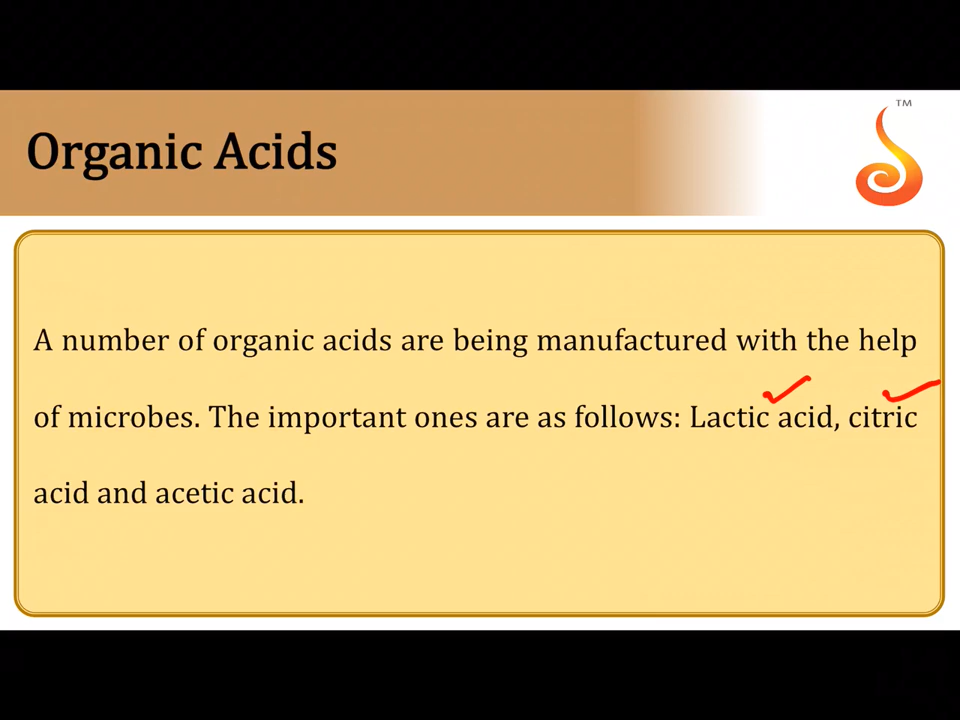 TM
Organic Acids
A number of organic acids are being manufactured with the help
of microbes. The important ones are as follows: Lactic acid, citric
acid and acetic acid.